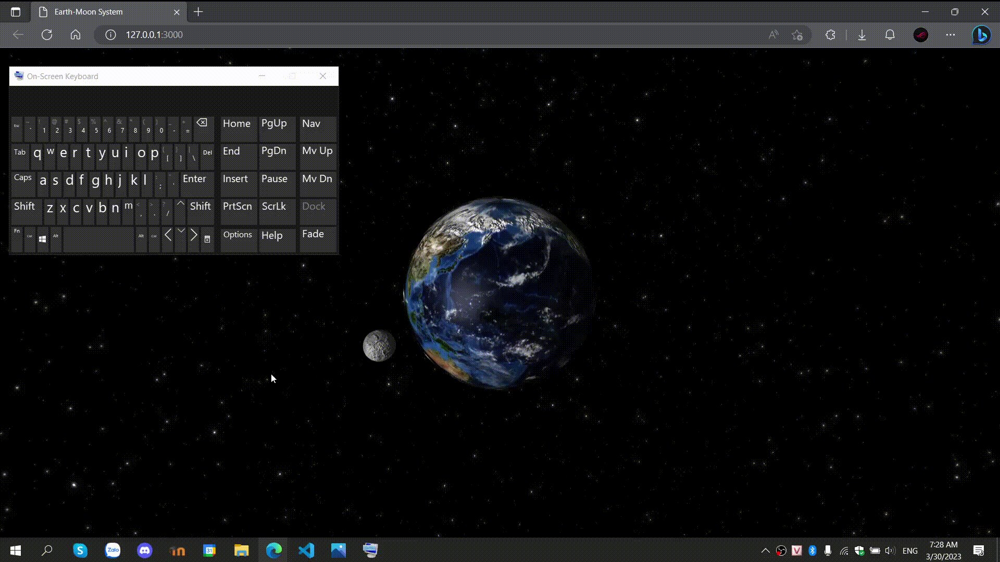 Earth-Moon System
127.0.0.1:3000
On-Screen Keyboard
Esc ~ ` ! 1 @ 2 # 3 $ 4 % 5 ^ 6 & 7 * 8 ( 9 ) 0 _ - + = Home PgUp Nav
Tab q w e r t y u i o p { [ } ] | \ Del End PgDn Mv Up
Caps a s d f g h j k l : ; " ' Enter Insert Pause Mv Dn
Shift z x c v b n m < , > . ? / Shift PrtScn ScrLk Dock
Fn Ctrl Alt Alt Ctrl Options Help Fade
Zalo
31
ENG
7:28 AM
3/30/2023